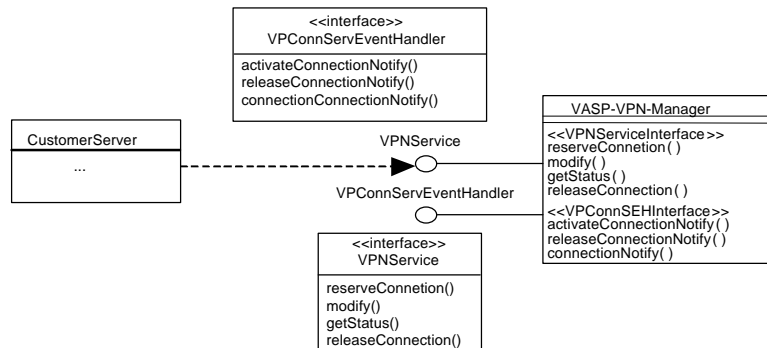 <<interface>>
VPConnServEventHandler
activateConnectionNotify()
releaseConnectionNotify()
connectionConnectionNotify()
CustomerServer
...
VPNService
VPConnServEventHandler
VASP-VPN-Manager
<<VPNServiceInterface>>
reserveConnetion( )
modify( )
getStatus( )
releaseConnection( )
<<VPConnSEHInterface>>
activateConnectionNotify( )
releaseConnectionNotify( )
connectionNotify( )
<<interface>>
VPNService
reserveConnetion()
modify()
getStatus()
releaseConnection()